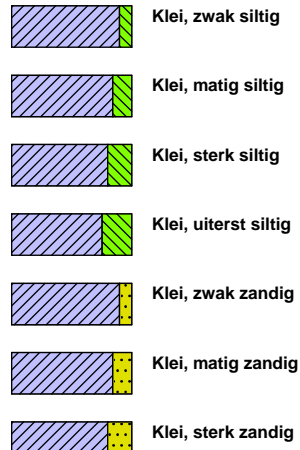 Klei, zwak siltig
Klei, matig siltig
Klei, sterk siltig
Klei, uiterst siltig
Klei, zwak zandig
Klei, matig zandig
Klei, sterk zandig